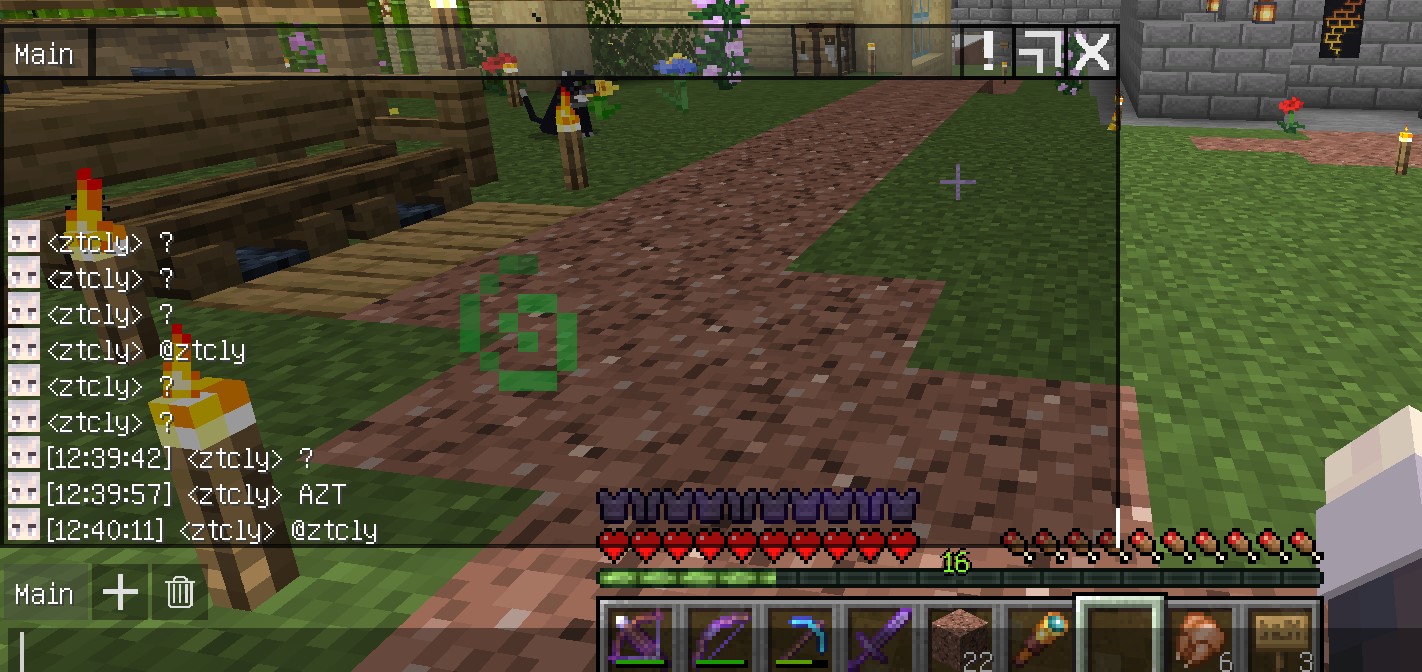 Main
<ztcly> ?
<ztcly> ?
<ztcly> ?
<ztcly> @ztcly
<ztcly> ?
<ztcly> ?
[12:39:42] <ztcly> ?
[12:39:57] <ztcly> AZT
[12:40:11] <ztcly> @ztcly
16
Main
22
6
3